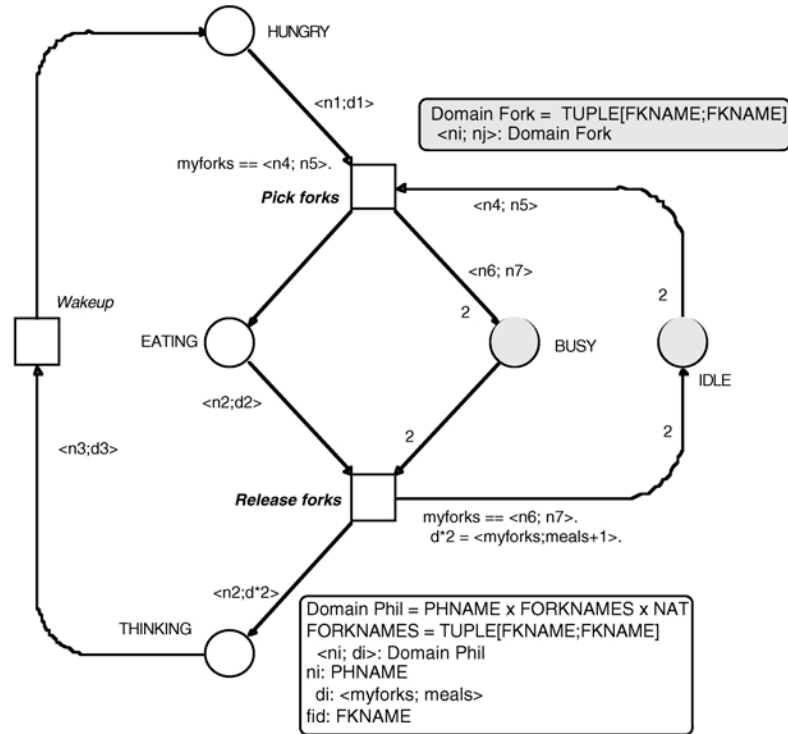 HUNGRY
<n1;d1>
Domain Fork =  TUPLE[FKNAME;FKNAME]
<ni; nj>: Domain Fork
myforks == <n4; n5>.
Pick forks
<n4; n5>
<n6; n7>
Wakeup
2
2
EATING
BUSY
IDLE
<n2;d2>
<n3;d3>
2
2
Release forks
myforks == <n6; n7>.
d*2 = <myforks;meals+1>.
<n2;d*2>
THINKING
Domain Phil = PHNAME x FORKNAMES x NAT
FORKNAMES = TUPLE[FKNAME;FKNAME]
<ni; di>: Domain Phil
ni: PHNAME
di: <myforks; meals>
fid: FKNAME